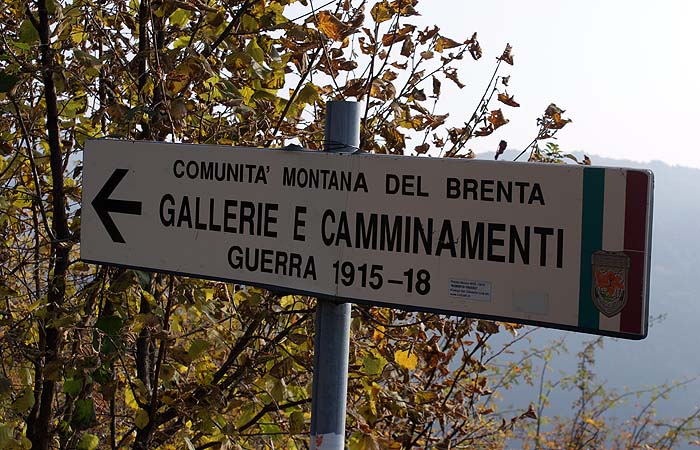 COMUNITA' MONTANA DEL BRENTA
GALLERIE E CAMMINAMENTI
GUERRA 1915-18